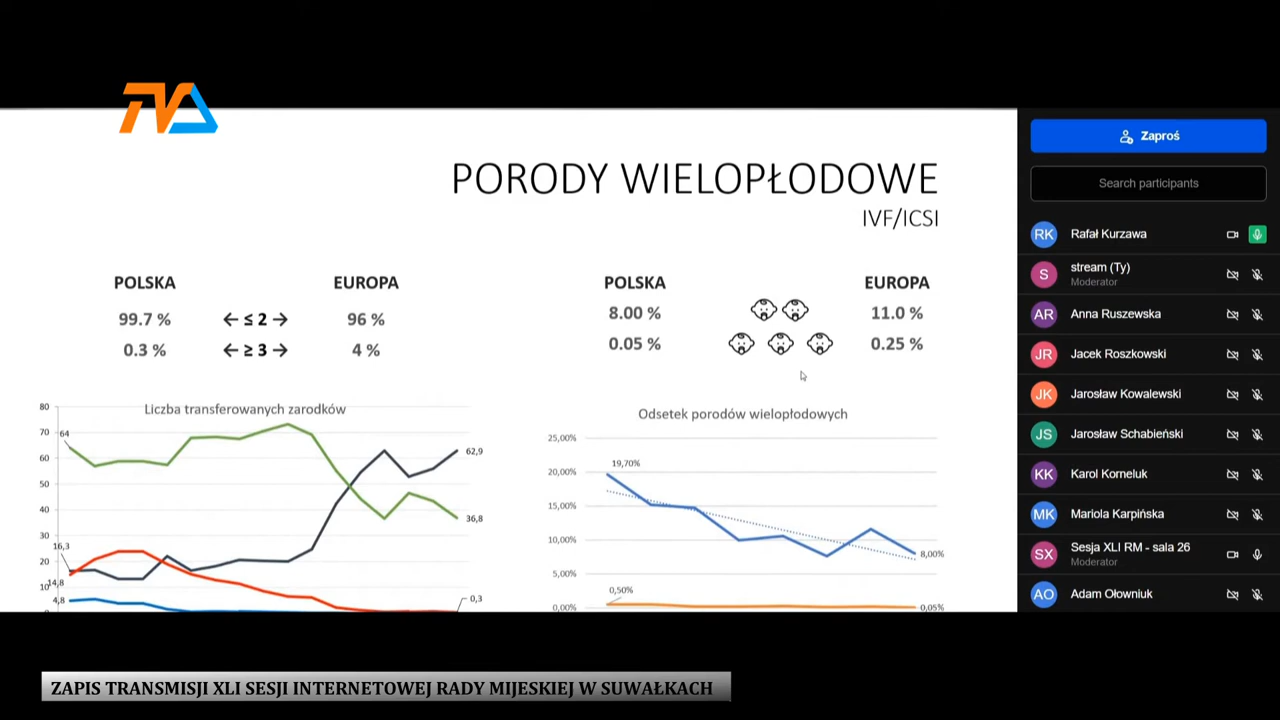 TVA
PORODY WIELOPŁODOWE
IVF/ICSI
POLSKA
EUROPA
99.7 %
← ≤ 2 →
96 %
0.3 %
← ≥ 3 →
4 %
POLSKA
EUROPA
8.00 %
11.0 %
0.05 %
0.25 %
Liczba transferowanych zarodków
80
70
60
50
40
30
20
10
0
64
16,3
14,8
4,8
62,9
36,8
0,3
Odsetek porodów wielopłodowych
25,00%
20,00%
15,00%
10,00%
5,00%
0,00%
19,70%
8,00%
0,50%
0,05%
Zaproś
Search participants
RK Rafał Kurzawa
S stream (Ty)
Moderator
AR Anna Ruszewska
JR Jacek Roszkowski
JK Jarosław Kowalewski
JS Jarosław Schabieński
KK Karol Korneluk
MK Mariola Karpińska
SX Sesja XLI RM - sala 26
Moderator
AO Adam Ołowniuk
ZAPIS TRANSMISJI XLI SESJI INTERNETOWEJ RADY MIJESKIEJ W SUWAŁKACH